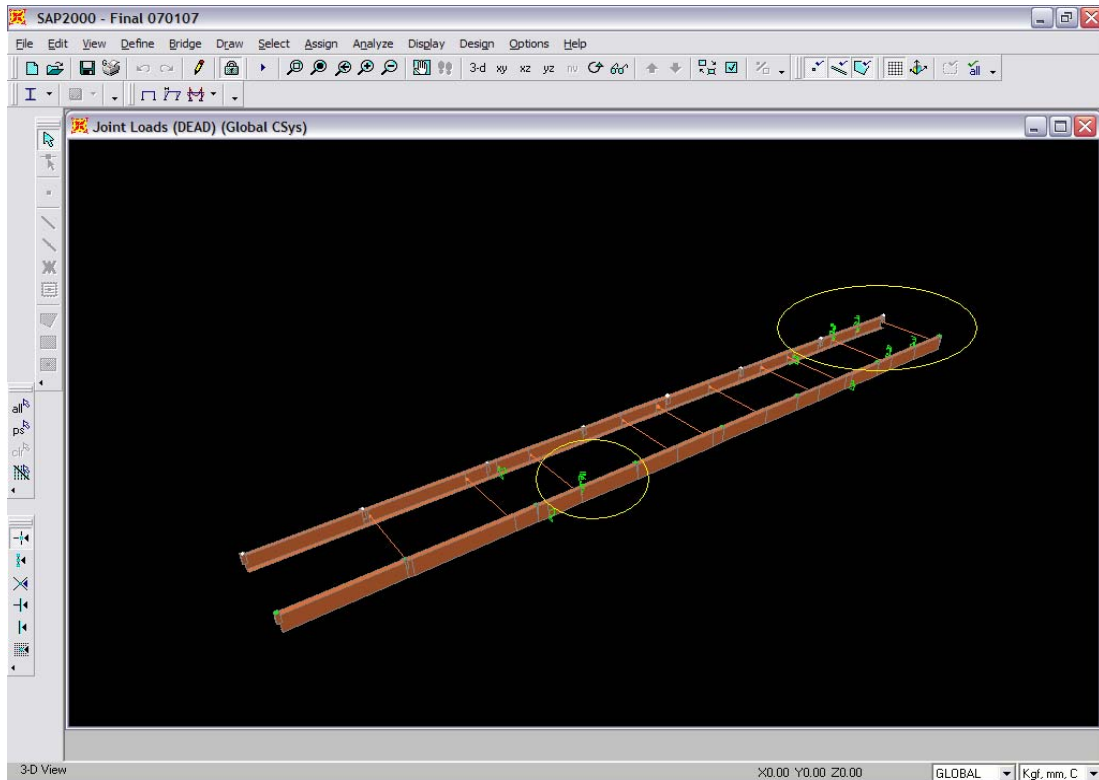 SAP2000 - Final 070107
File Edit View Define Bridge Draw Select Assign Analyze Display Design Options Help
3-d xy xz yz nv
all
Joint Loads (DEAD) (Global CSys)
all
ps
clr
3-D View
X0.00 Y0.00 Z0.00
GLOBAL
Kgf, mm, C